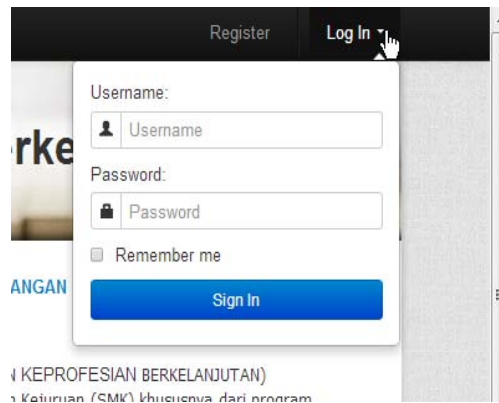 Register Log In
Username:
Username
rke
Password:
Password
Remember me
ANGAN
Sign In
KEPROFESIAN BERKELANJUTAN)
Kejuruan (SMK) khususnya dari program